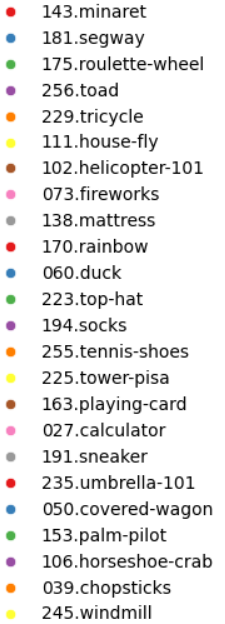 143.minaret
181.segway
175.roulette-wheel
256.toad
229.tricycle
111.house-fly
102.helicopter-101
073.fireworks
138.mattress
170.rainbow
060.duck
223.top-hat
194.socks
255.tennis-shoes
225.tower-pisa
163.playing-card
027.calculator
191.sneaker
235.umbrella-101
050.covered-wagon
153.palm-pilot
106.horseshoe-crab
039.chopsticks
245.windmill